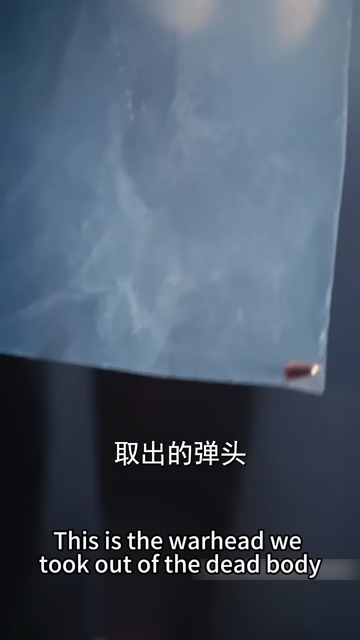 取出的弹头
This is the warhead we
took out of the dead body